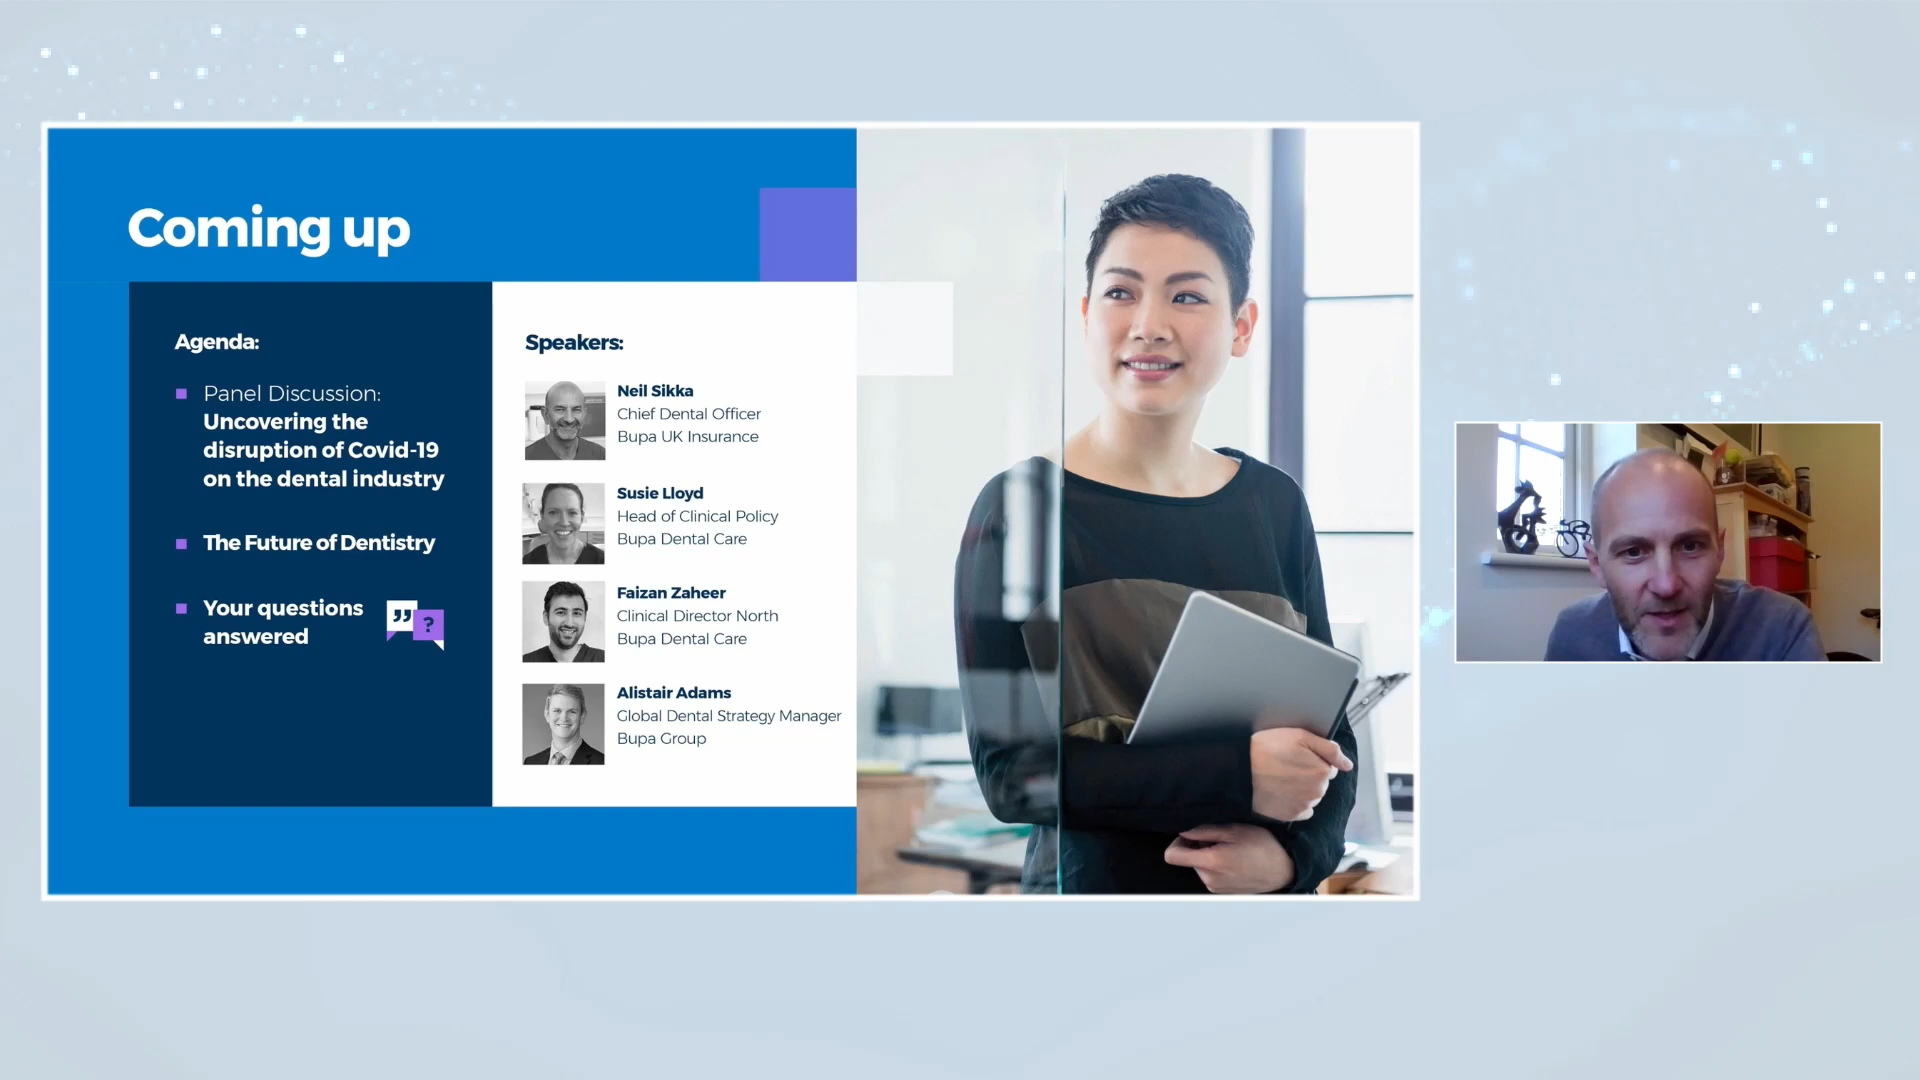 Coming up
Agenda:
Panel Discussion:
Uncovering the
disruption of Covid-19
on the dental industry
The Future of Dentistry
Your questions
answered
”
?
Speakers:
Neil Sikka
Chief Dental Officer
Bupa UK Insurance
Susie Lloyd
Head of Clinical Policy
Bupa Dental Care
Faizan Zaheer
Clinical Director North
Bupa Dental Care
Alistair Adams
Global Dental Strategy Manager
Bupa Group